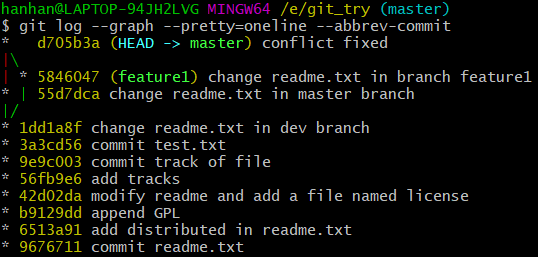 hanhan@LAPTOP-94JH2LVG MINGW64 /e/git_try (master)
$ git log --graph --pretty=oneline --abbrev-commit
*   d705b3a (HEAD -> master) conflict fixed
|\
| * 5846047 (feature1) change readme.txt in branch feature1
* | 55d7dca change readme.txt in master branch
|/
* 1dd1a8f change readme.txt in dev branch
* 3a3cd56 commit test.txt
* 9e9c003 commit track of file
* 56fb9e6 add tracks
* 42d02da modify readme and add a file named license
* b9129dd append GPL
* 6513a91 add distributed in readme.txt
* 9676711 commit readme.txt